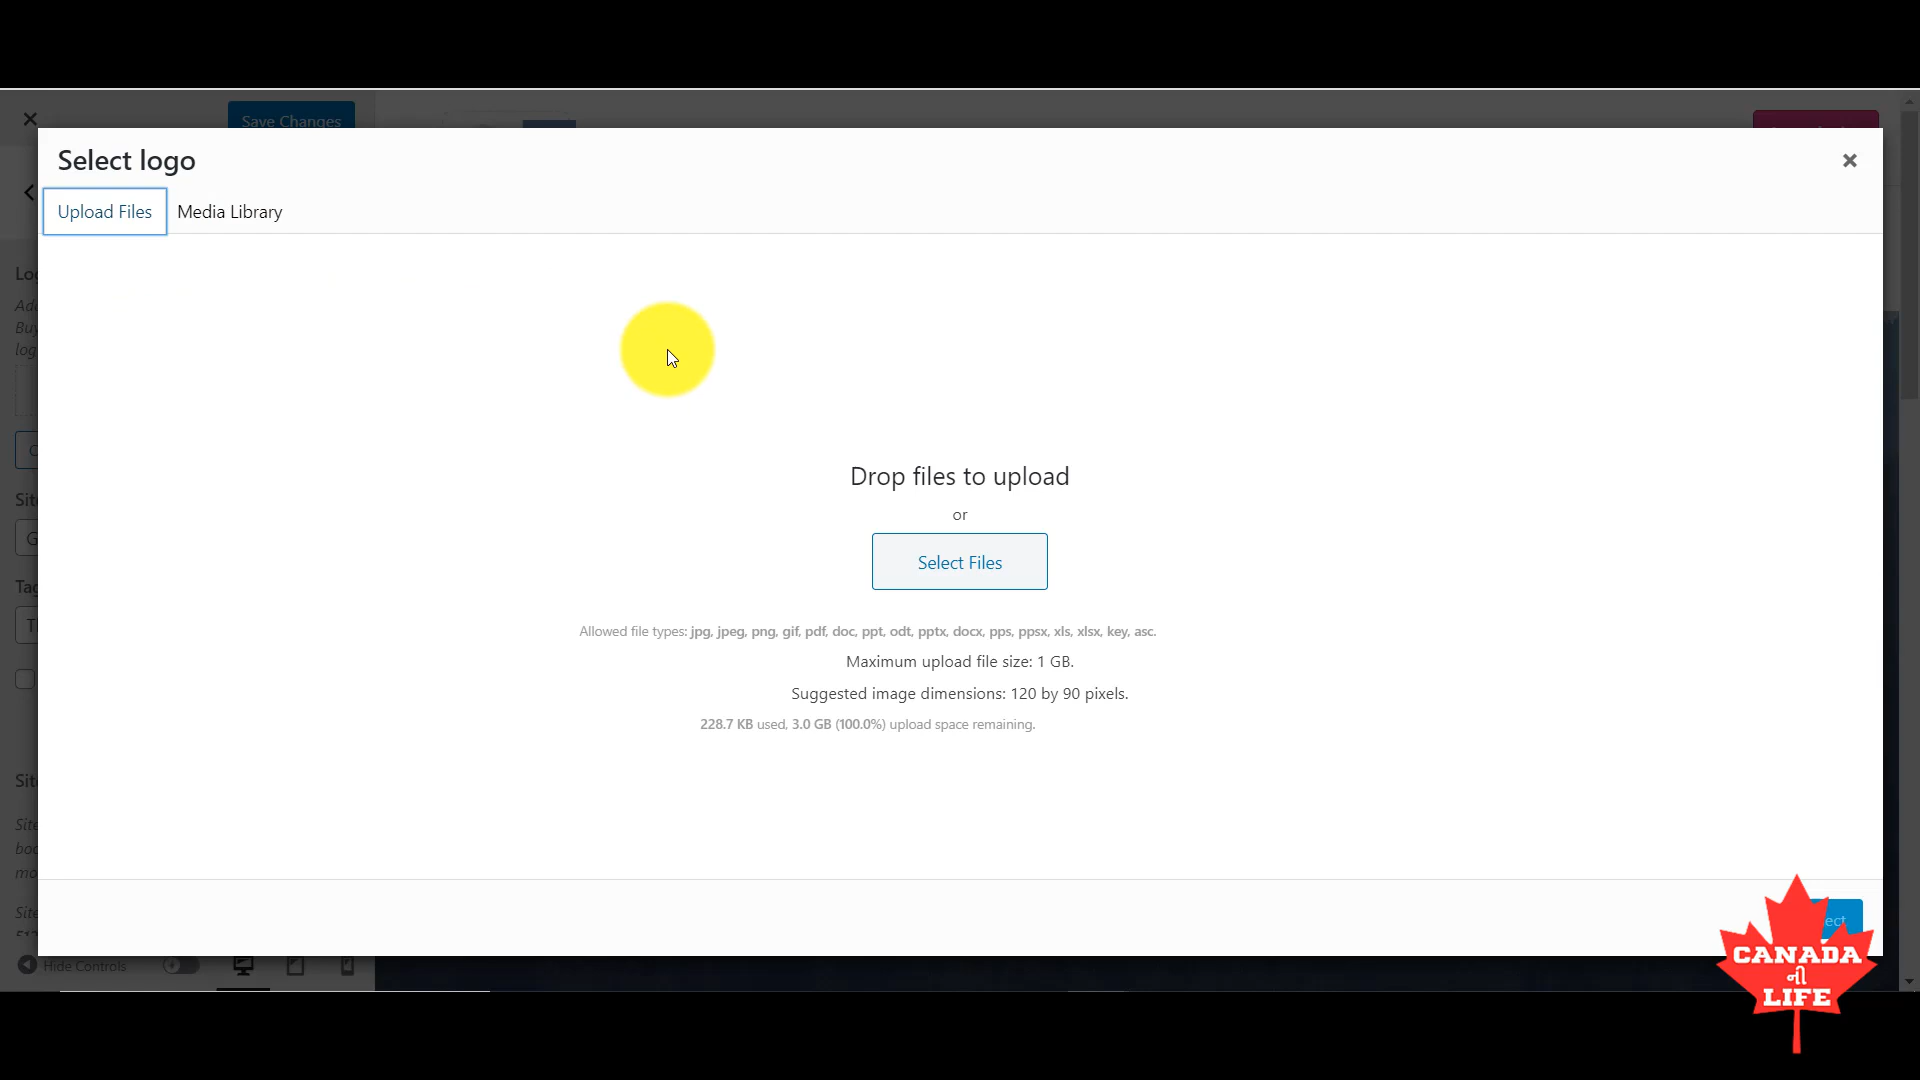 Save Changes
Select logo
Upload Files
Media Library
Drop files to upload
or
Select Files
Allowed file types: jpg, jpeg, png, gif, pdf, doc, ppt, odt, pptx, docx, pps, ppsx, xls, xlsx, key, asc.
Maximum upload file size: 1 GB.
Suggested image dimensions: 120 by 90 pixels.
228.7 KB used, 3.0 GB (100.0%) upload space remaining.
Hide Controls
CANADA
ની
LIFE